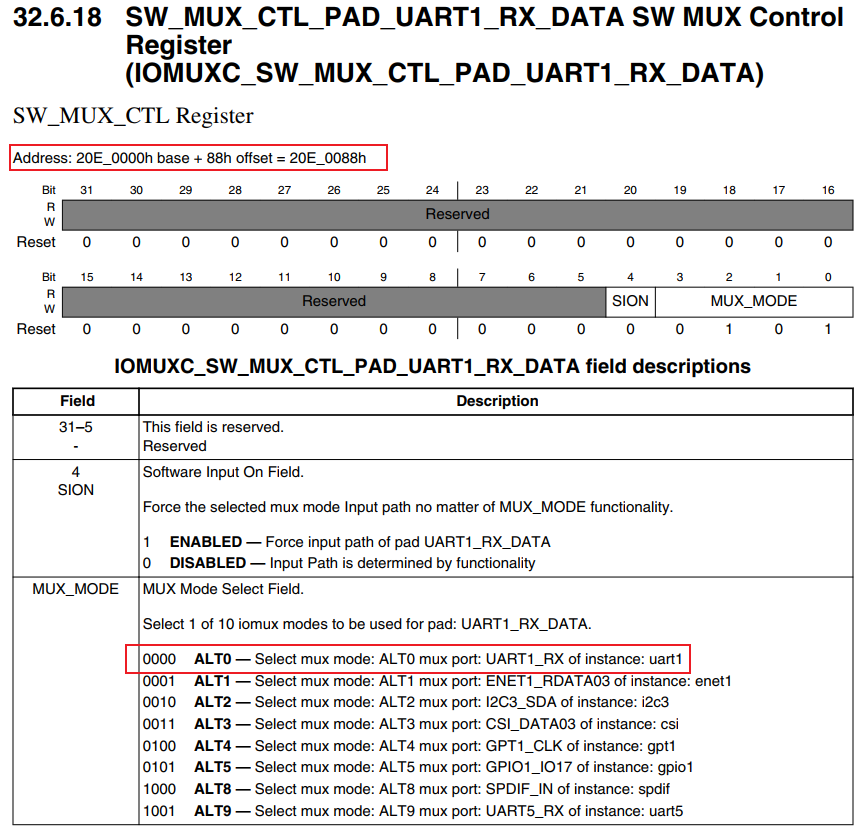 32.6.18 SW_MUX_CTL_PAD_UART1_RX_DATA SW MUX Control
Register
(IOMUXC_SW_MUX_CTL_PAD_UART1_RX_DATA)
SW_MUX_CTL Register
Address: 20E_0000h base + 88h offset = 20E_0088h
Bit 31 30 29 28 27 26 25 24 23 22 21 20 19 18 17 16
R
Reserved
W
Reset 0 0 0 0 0 0 0 0 0 0 0 0 0 0 0 0
Bit 15 14 13 12 11 10 9 8 7 6 5 4 3 2 1 0
R
Reserved SION MUX_MODE
W
Reset 0 0 0 0 0 0 0 0 0 0 0 0 0 1 0 1
IOMUXC_SW_MUX_CTL_PAD_UART1_RX_DATA field descriptions
Field Description
31–5 This field is reserved.
- Reserved
4 Software Input On Field.
SION
Force the selected mux mode Input path no matter of MUX_MODE functionality.
1 ENABLED — Force input path of pad UART1_RX_DATA
0 DISABLED — Input Path is determined by functionality
MUX_MODE MUX Mode Select Field.
Select 1 of 10 iomux modes to be used for pad: UART1_RX_DATA.
0000 ALT0 — Select mux mode: ALT0 mux port: UART1_RX of instance: uart1
0001 ALT1 — Select mux mode: ALT1 mux port: ENET1_RDATA03 of instance: enet1
0010 ALT2 — Select mux mode: ALT2 mux port: I2C3_SDA of instance: i2c3
0011 ALT3 — Select mux mode: ALT3 mux port: CSI_DATA03 of instance: csi
0100 ALT4 — Select mux mode: ALT4 mux port: GPT1_CLK of instance: gpt1
0101 ALT5 — Select mux mode: ALT5 mux port: GPIO1_IO17 of instance: gpio1
1000 ALT8 — Select mux mode: ALT8 mux port: SPDIF_IN of instance: spdif
1001 ALT9 — Select mux mode: ALT9 mux port: UART5_RX of instance: uart5